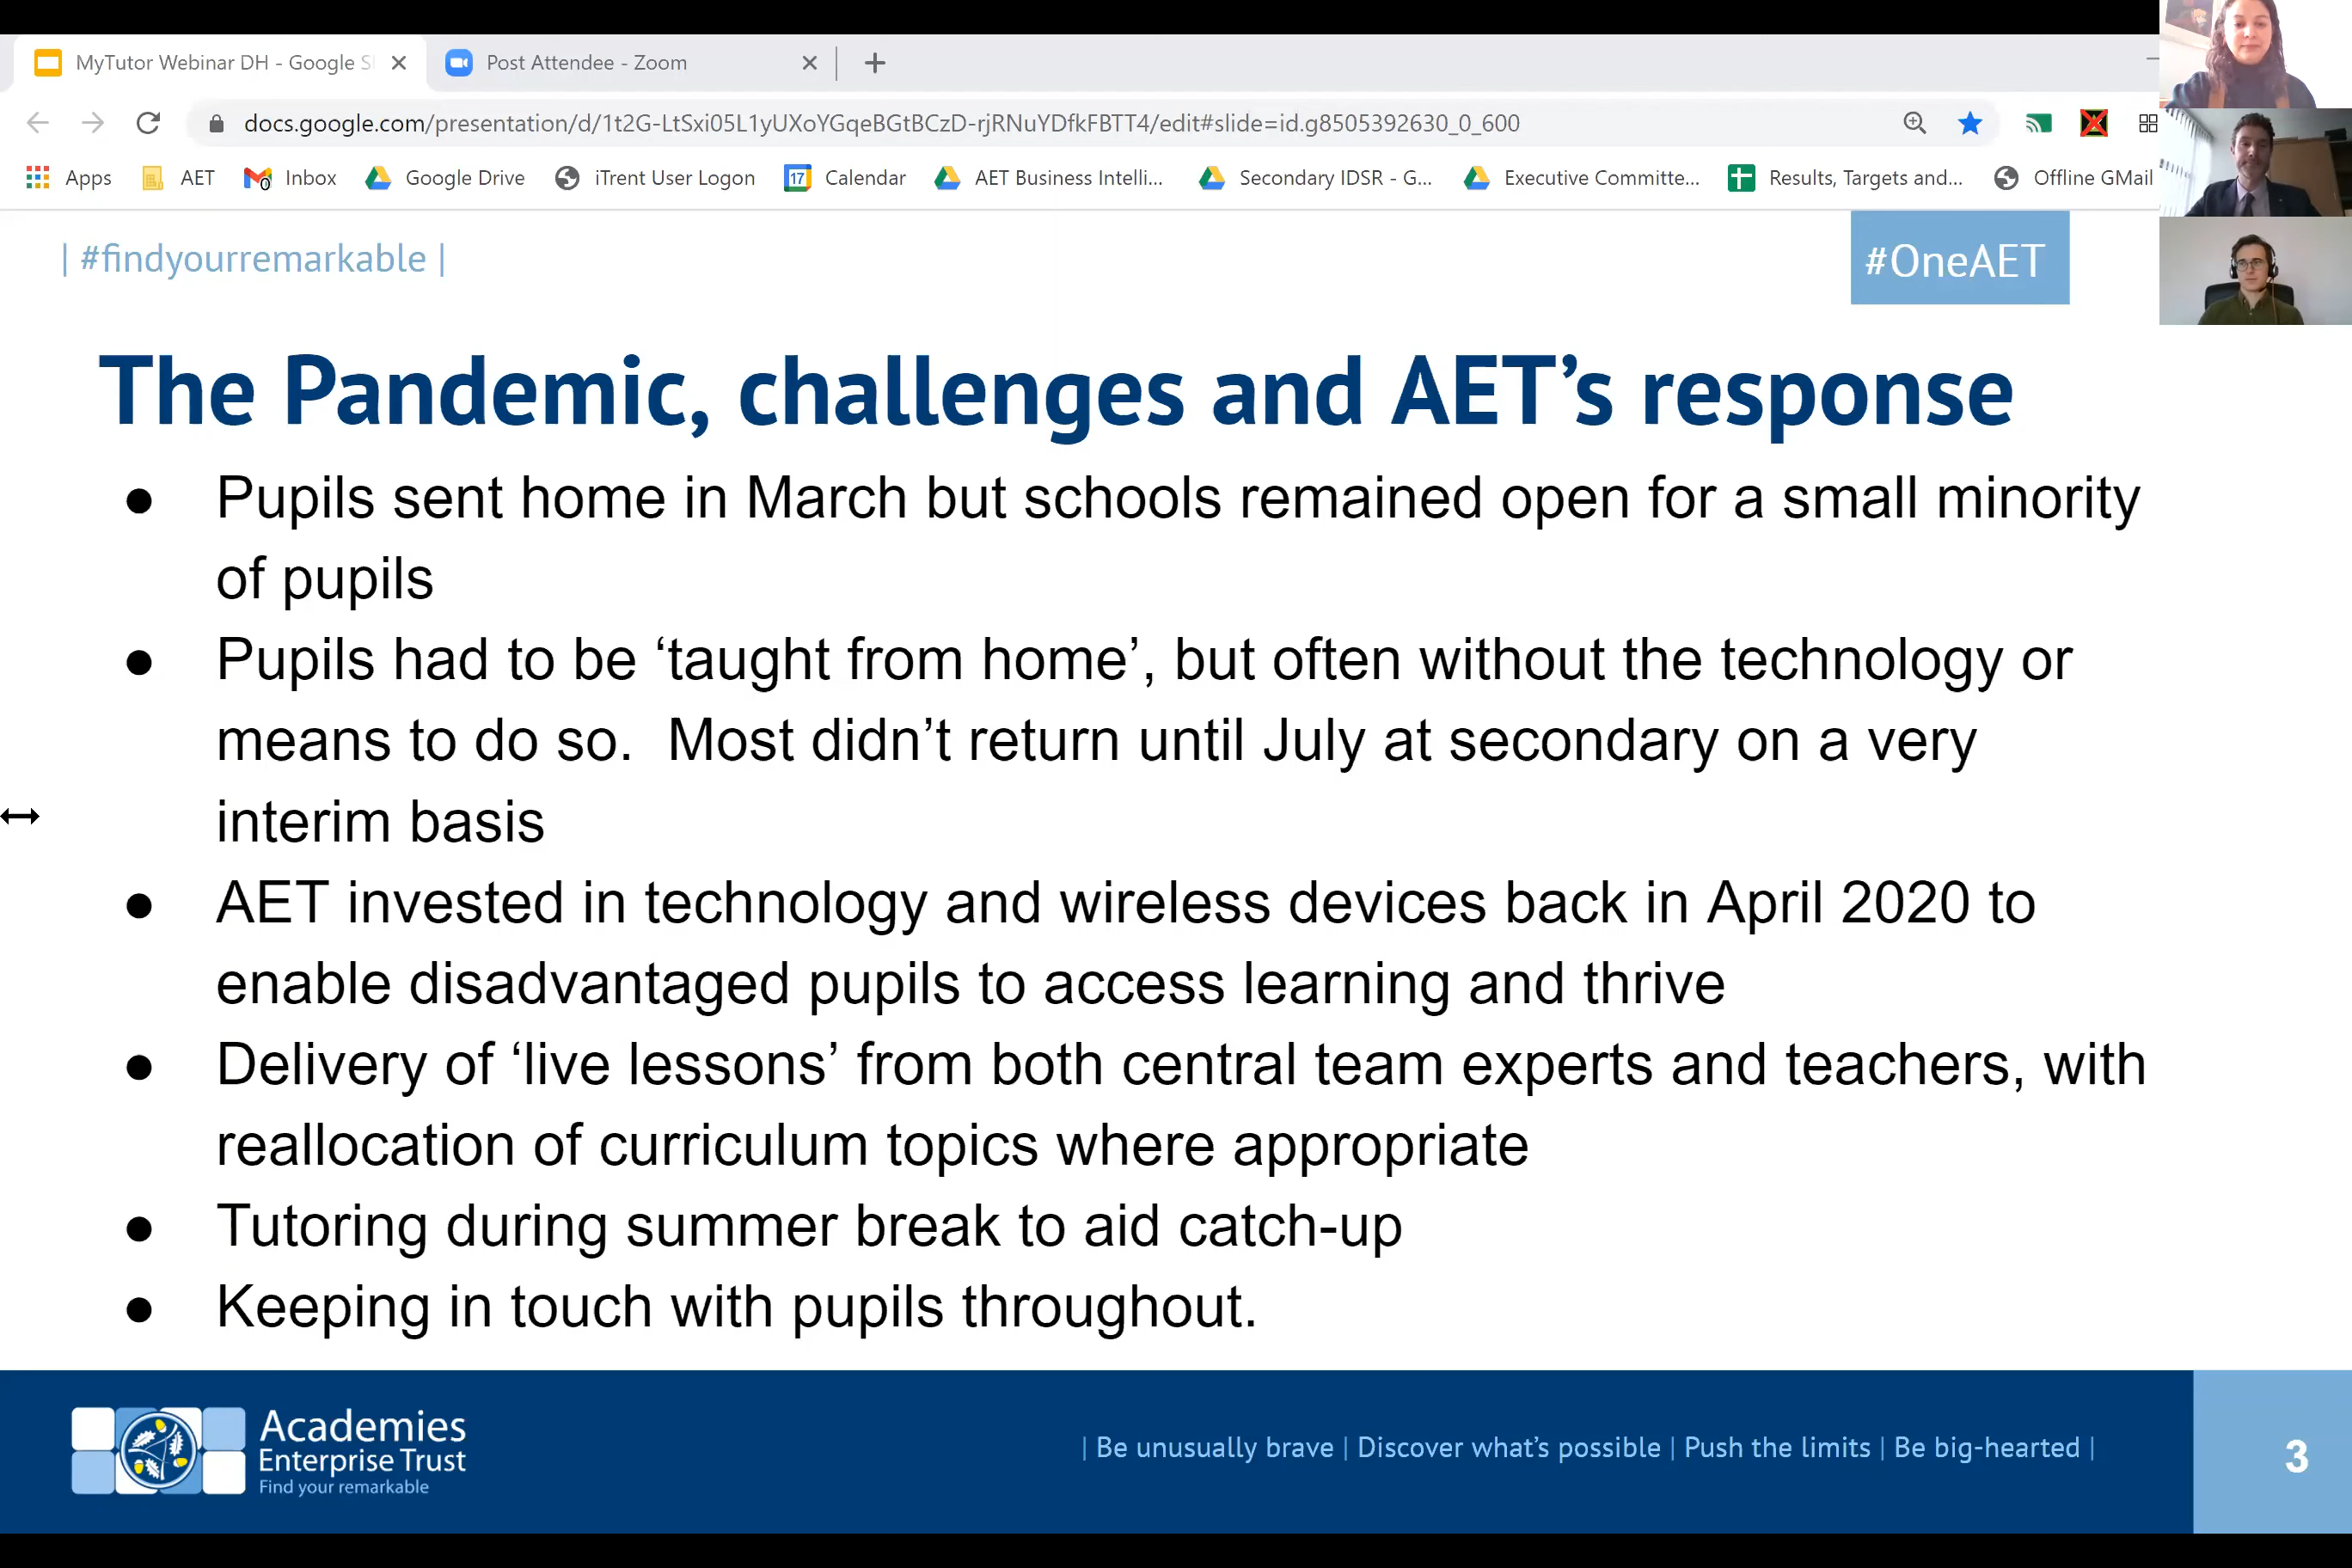 MyTutor Webinar DH - Google Sl
Post Attendee - Zoom
docs.google.com/presentation/d/1t2G-LtSxi05L1yUXoYGqeBGtBCzD-rjRNuYDfkFBTT4/edit#slide=id.g8505392630_0_600
Apps AET Inbox Google Drive iTrent User Logon 17 Calendar AET Business Intelli... Secondary IDSR - G... Executive Committe... Results, Targets and... Offline GMail
| #findyourremarkable |
#OneAET
The Pandemic, challenges and AET’s response
● Pupils sent home in March but schools remained open for a small minority
of pupils
● Pupils had to be ‘taught from home’, but often without the technology or
means to do so.  Most didn’t return until July at secondary on a very
interim basis
● AET invested in technology and wireless devices back in April 2020 to
enable disadvantaged pupils to access learning and thrive
● Delivery of ‘live lessons’ from both central team experts and teachers, with
reallocation of curriculum topics where appropriate
● Tutoring during summer break to aid catch-up
● Keeping in touch with pupils throughout.
Academies
Enterprise Trust
Find your remarkable
| Be unusually brave | Discover what’s possible | Push the limits | Be big-hearted |
3